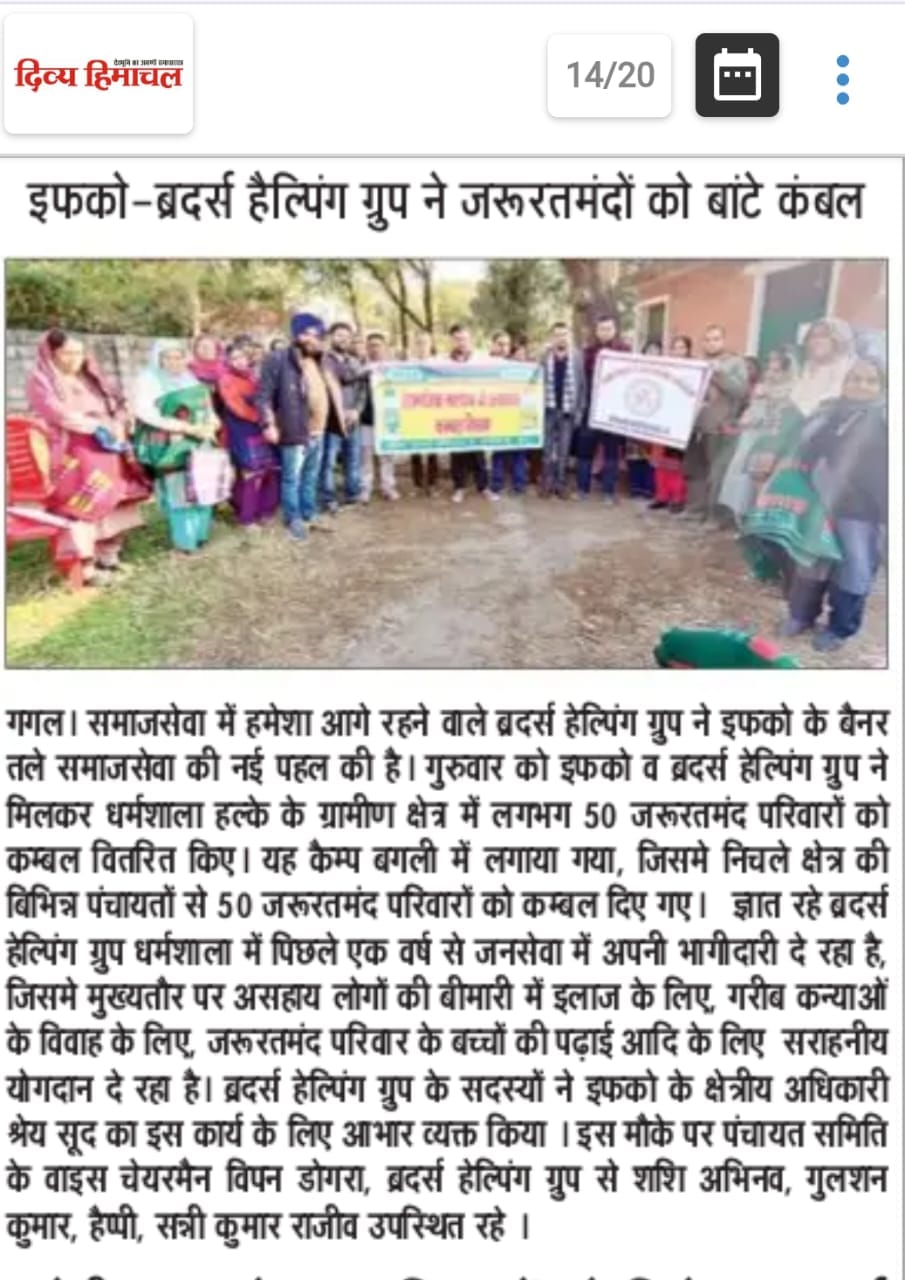 देवभूमि का अग्रणी समाचारपत्र
दिव्य हिमाचल
14/20
इफको-ब्रदर्स हैल्पिंग ग्रुप ने जरूरतमंदों को बांटे कंबल
गगल। समाजसेवा में हमेशा आगे रहने वाले ब्रदर्स हेल्पिंग ग्रुप ने इफको के बैनर
तले समाजसेवा की नई पहल की है। गुरुवार को इफको व ब्रदर्स हेल्पिंग ग्रुप ने
मिलकर धर्मशाला हल्के के ग्रामीण क्षेत्र में लगभग 50 जरूरतमंद परिवारों को
कम्बल वितरित किए। यह कैम्प बगली में लगाया गया, जिसमे निचले क्षेत्र की
बिभिन्न पंचायतों से 50 जरूरतमंद परिवारों को कम्बल दिए गए। ज्ञात रहे ब्रदर्स
हेल्पिंग ग्रुप धर्मशाला में पिछले एक वर्ष से जनसेवा में अपनी भागीदारी दे रहा है,
जिसमे मुख्यतौर पर असहाय लोगों की बीमारी में इलाज के लिए, गरीब कन्याओं
के विवाह के लिए, जरूरतमंद परिवार के बच्चों की पढ़ाई आदि के लिए सराहनीय
योगदान दे रहा है। ब्रदर्स हेल्पिंग ग्रुप के सदस्यों ने इफको के क्षेत्रीय अधिकारी
श्रेय सूद का इस कार्य के लिए आभार व्यक्त किया । इस मौके पर पंचायत समिति
के वाइस चेयरमैन विपन डोगरा, ब्रदर्स हेल्पिंग ग्रुप से शशि अभिनव, गुलशन
कुमार, हैप्पी, सन्नी कुमार राजीव उपस्थित रहे ।